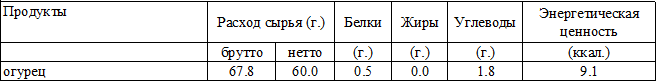 Продукты Расход сырья (г.) Белки Жиры Углеводы Энергетическая ценность
брутто нетто (г.) (г.) (г.) (ккал.)
огурец 67.8 60.0 0.5 0.0 1.8 9.1